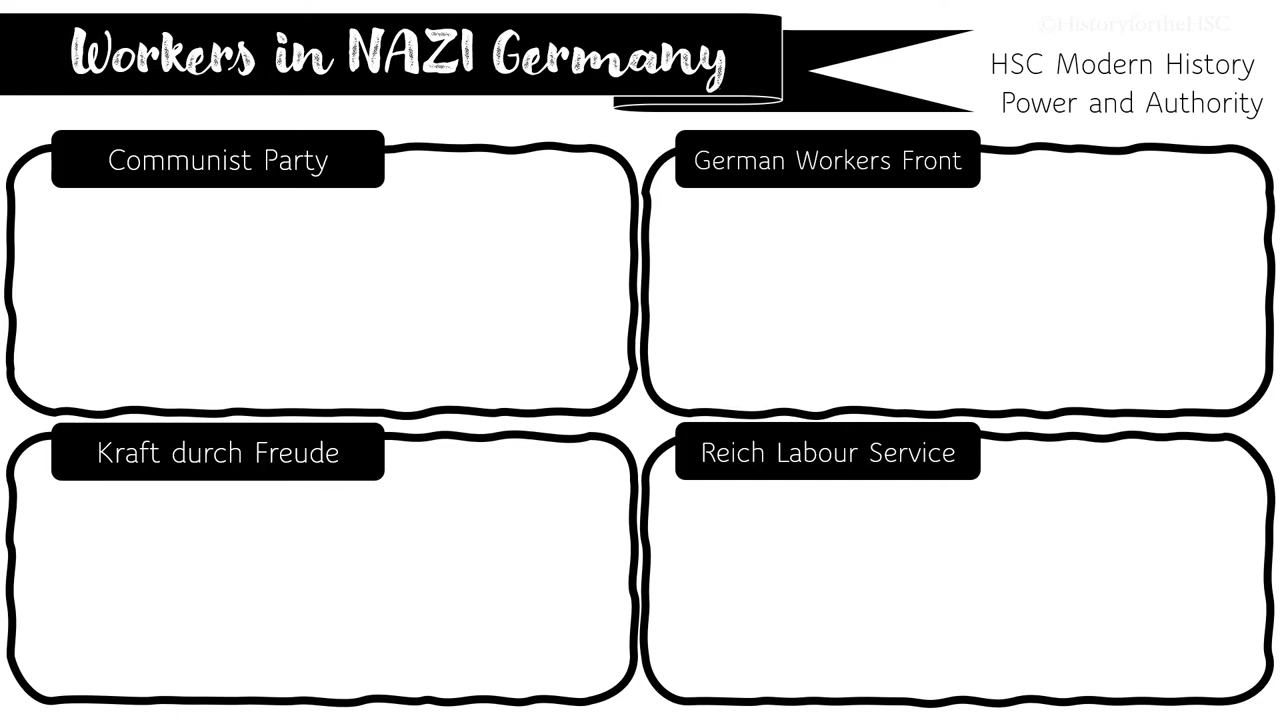 ©HistoryfortheHSC
Workers in NAZI Germany
HSC Modern History
Power and Authority
Communist Party
German Workers Front
Kraft durch Freude
Reich Labour Service